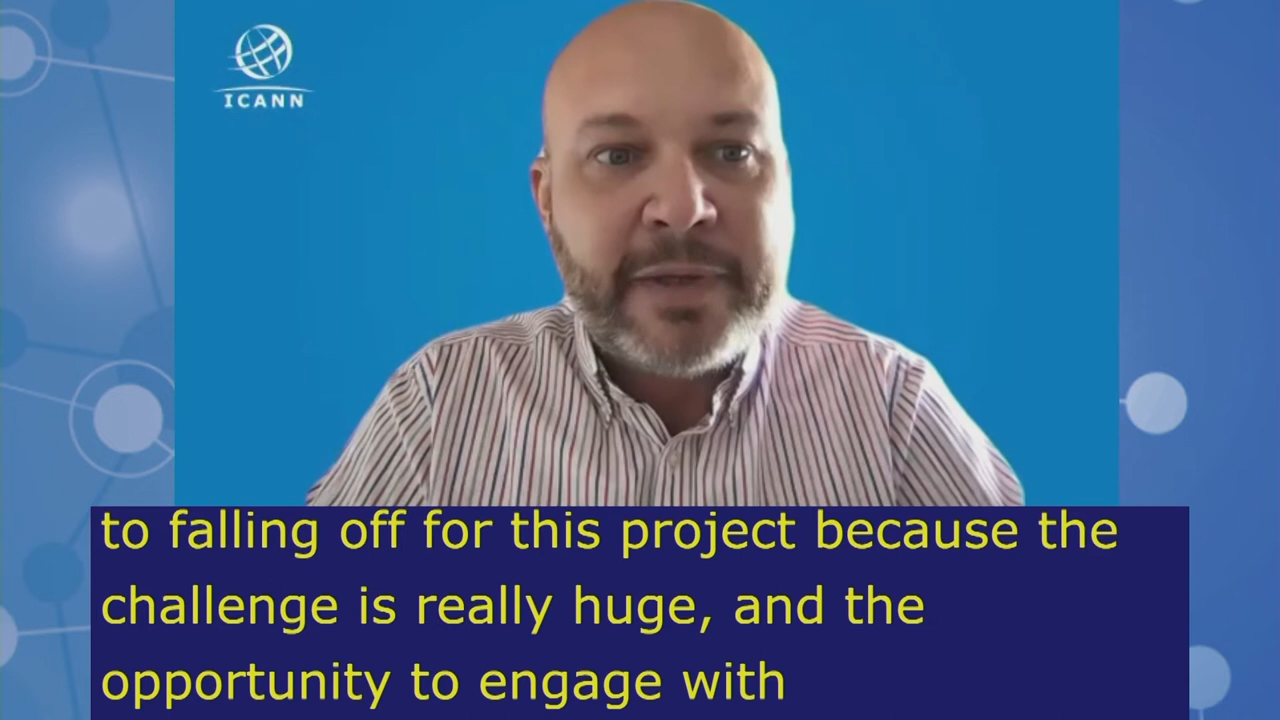 ICANN
to falling off for this project because the
challenge is really huge, and the
opportunity to engage with